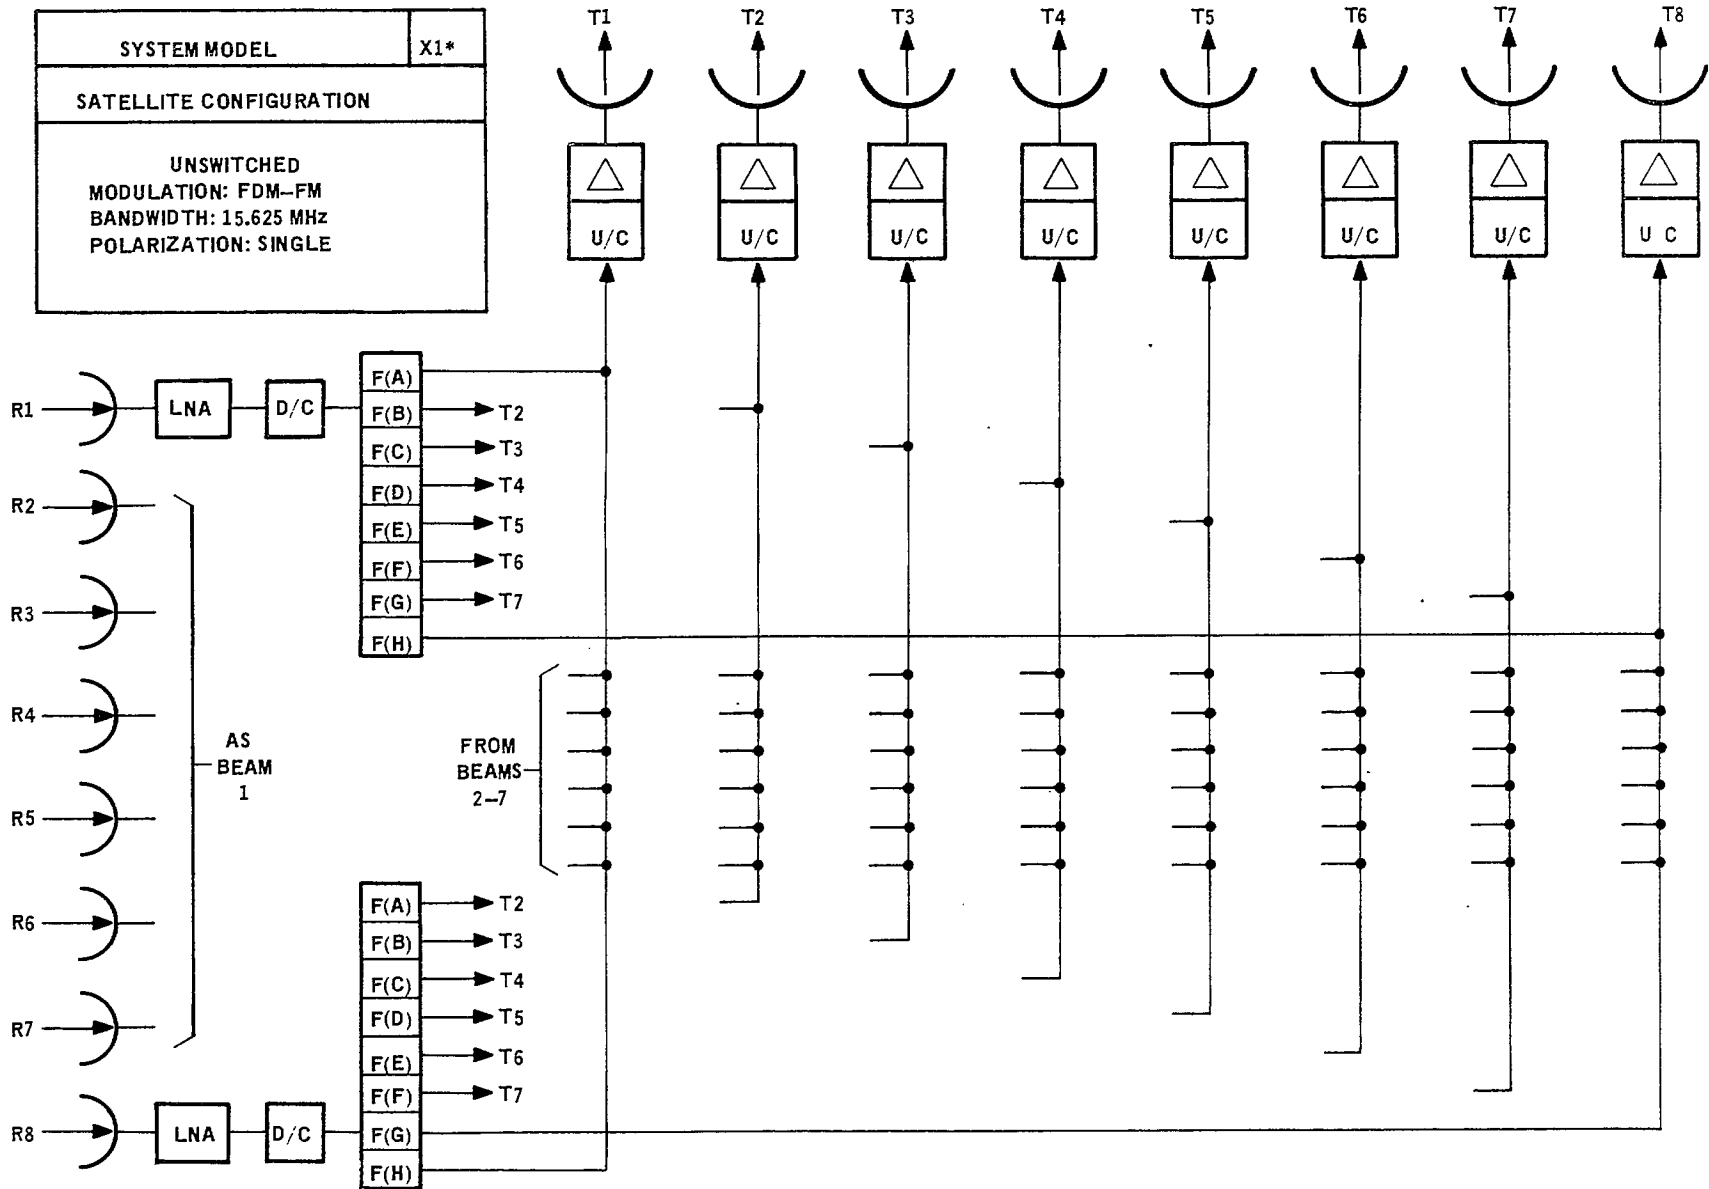 SYSTEM MODEL X1*
SATELLITE CONFIGURATION
UNSWITCHED
MODULATION: FDM–FM
BANDWIDTH: 15.625 MHz
POLARIZATION: SINGLE
T1 T2 T3 T4 T5 T6 T7 T8
U/C U/C U/C U/C U/C U/C U/C U C
R1 LNA D/C
F(A)
F(B) T2
F(C) T3
F(D) T4
F(E) T5
F(F) T6
F(G) T7
F(H)
R2
R3
R4
R5
R6
R7
AS
BEAM
1
FROM
BEAMS
2–7
F(A) T2
F(B) T3
F(C) T4
F(D) T5
F(E) T6
F(F) T7
R8 LNA D/C F(G)
F(H)